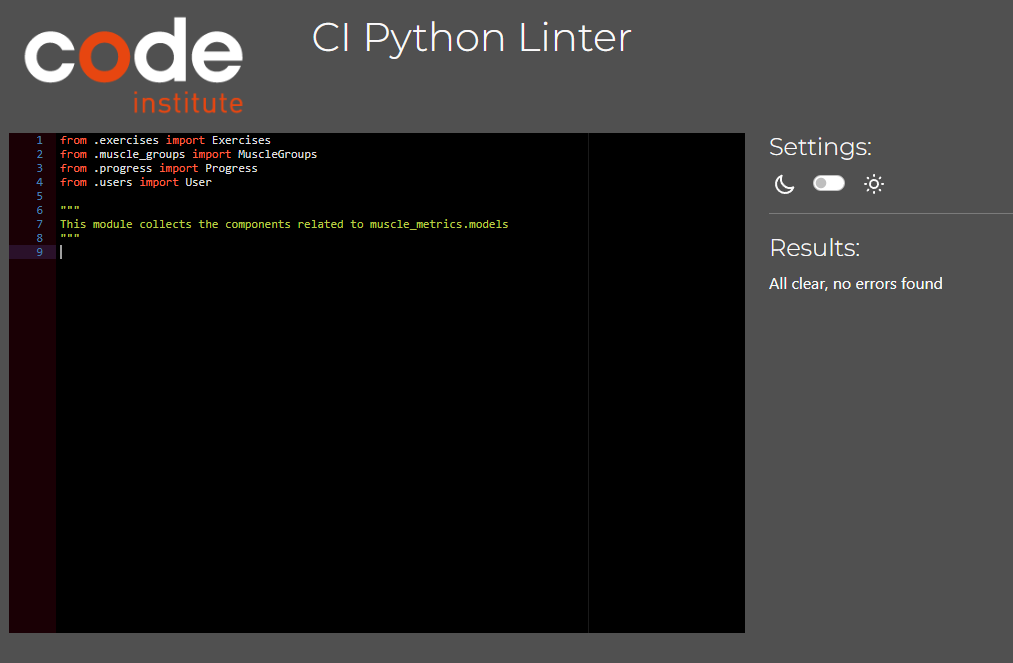 code
institute
CI Python Linter
1 from .exercises import Exercises
2 from .muscle_groups import MuscleGroups
3 from .progress import Progress
4 from .users import User
5
6 """
7 This module collects the components related to muscle_metrics.models
8 """
9
Settings:
Results:
All clear, no errors found